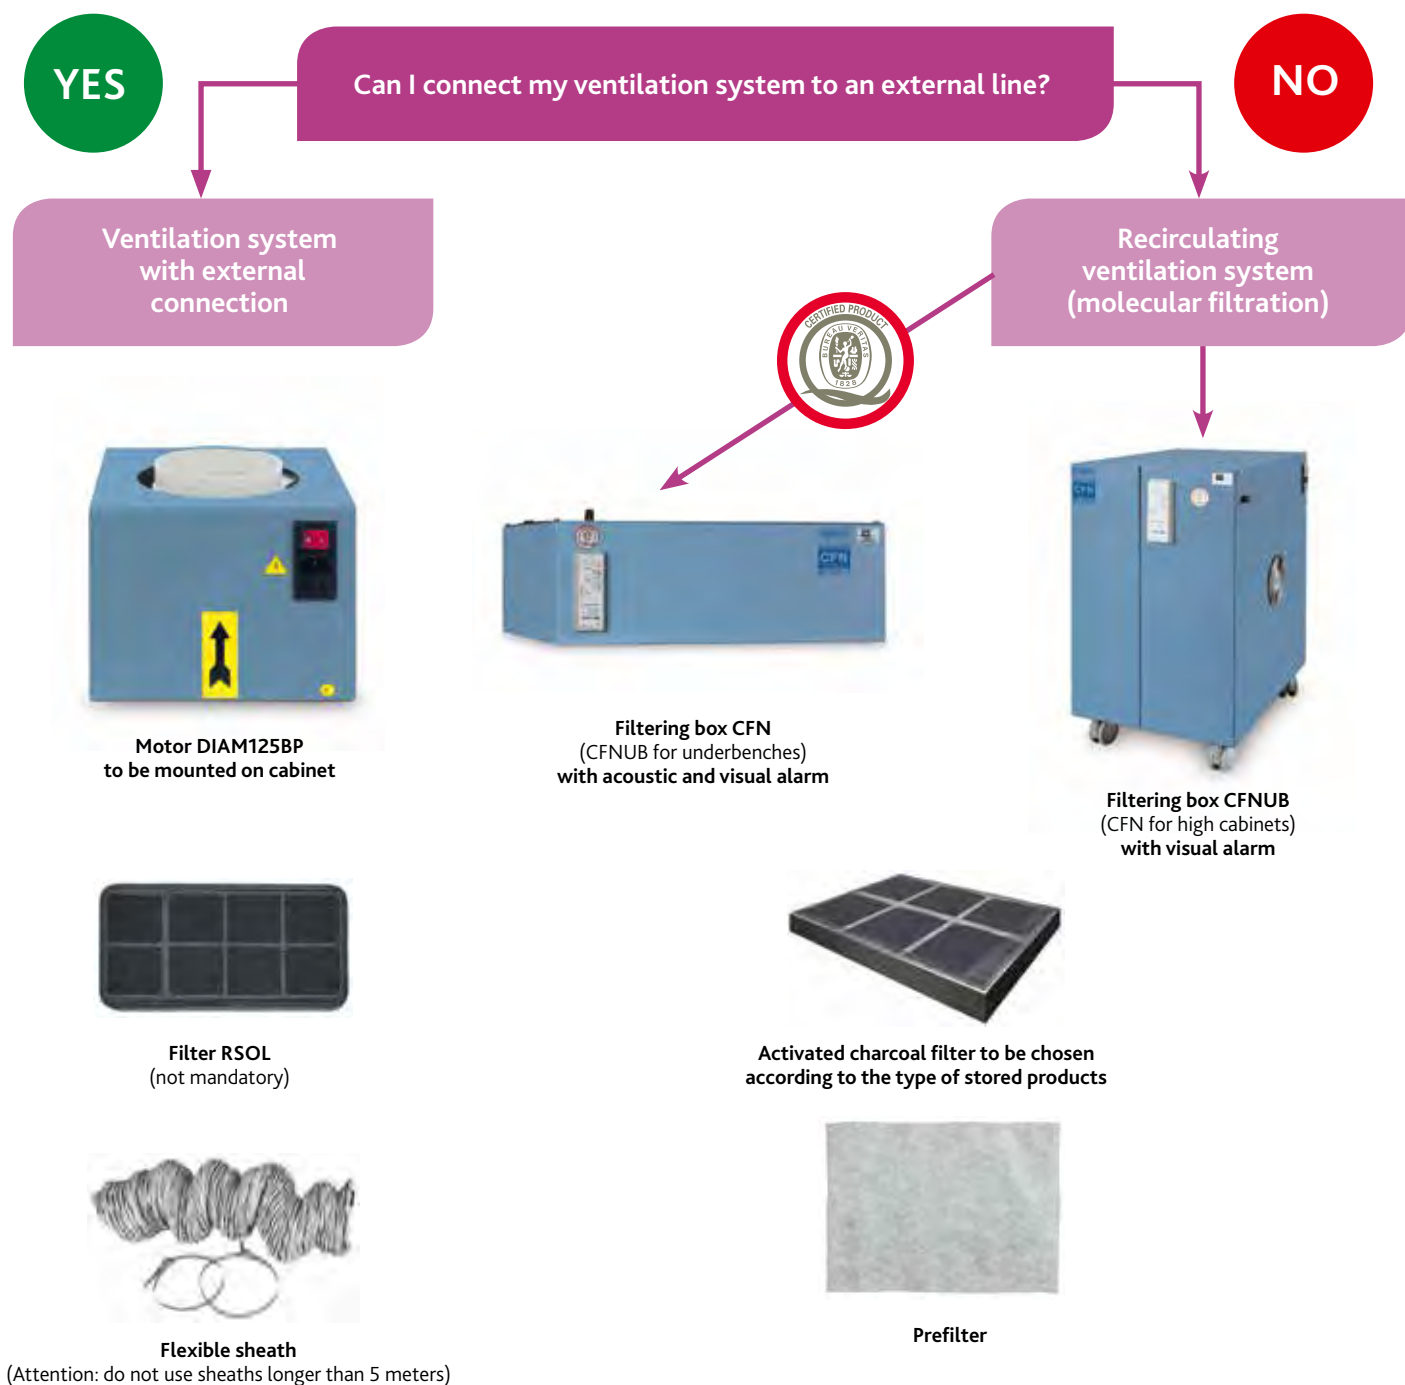 YES
Can I connect my ventilation system to an external line?
NO
Ventilation system
with external
connection
Recirculating
ventilation system
(molecular filtration)
CERTIFIED PRODUCT
BUREAU VERITAS
1828
CFN
CFN
Motor DIAM125BP
to be mounted on cabinet
Filtering box CFN
(CFNUB for underbenches)
with acoustic and visual alarm
Filtering box CFNUB
(CFN for high cabinets)
with visual alarm
Filter RSOL
(not mandatory)
Activated charcoal filter to be chosen
according to the type of stored products
Flexible sheath
(Attention: do not use sheaths longer than 5 meters)
Prefilter